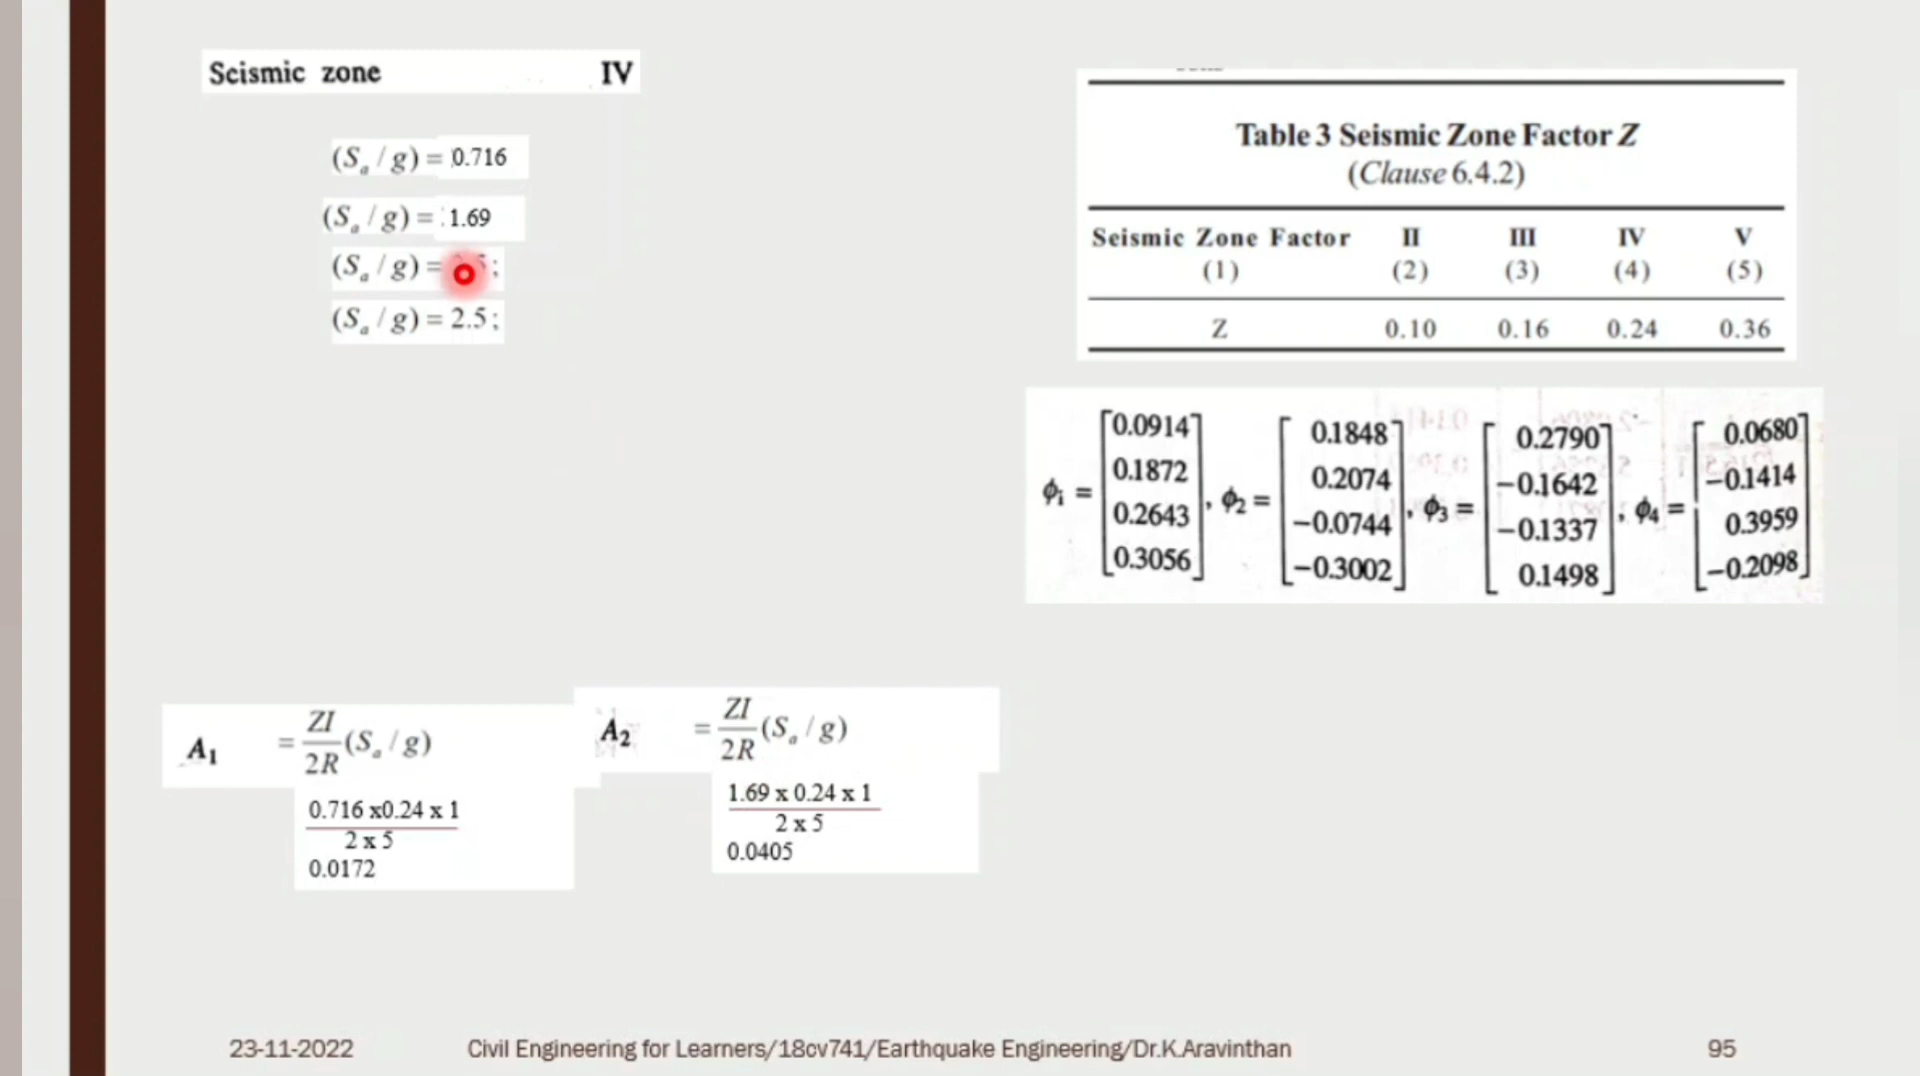 Seismic zone IV
(Sₐ / g) = 0.716
(Sₐ / g) = 1.69
(Sₐ / g) =
(Sₐ / g) = 2.5;
Table 3 Seismic Zone Factor Z
(Clause 6.4.2)
Seismic Zone Factor II III IV V
(1) (2) (3) (4) (5)
Z 0.10 0.16 0.24 0.36
ϕ₁ = [0.0914 0.1872 0.2643 0.3056], ϕ₂ = [0.1848 0.2074 −0.0744 −0.3002], ϕ₃ = [0.2790 −0.1642 −0.1337 0.1498], ϕ₄ = [0.0680 −0.1414 0.3959 −0.2098]
A₁ = ZI/2R (Sₐ / g)
0.716 x0.24 x 1
2 x 5
0.0172
A₂ = ZI/2R (Sₐ / g)
1.69 x 0.24 x 1
2 x 5
0.0405
23-11-2022 Civil Engineering for Learners/18cv741/Earthquake Engineering/Dr.K.Aravinthan 95